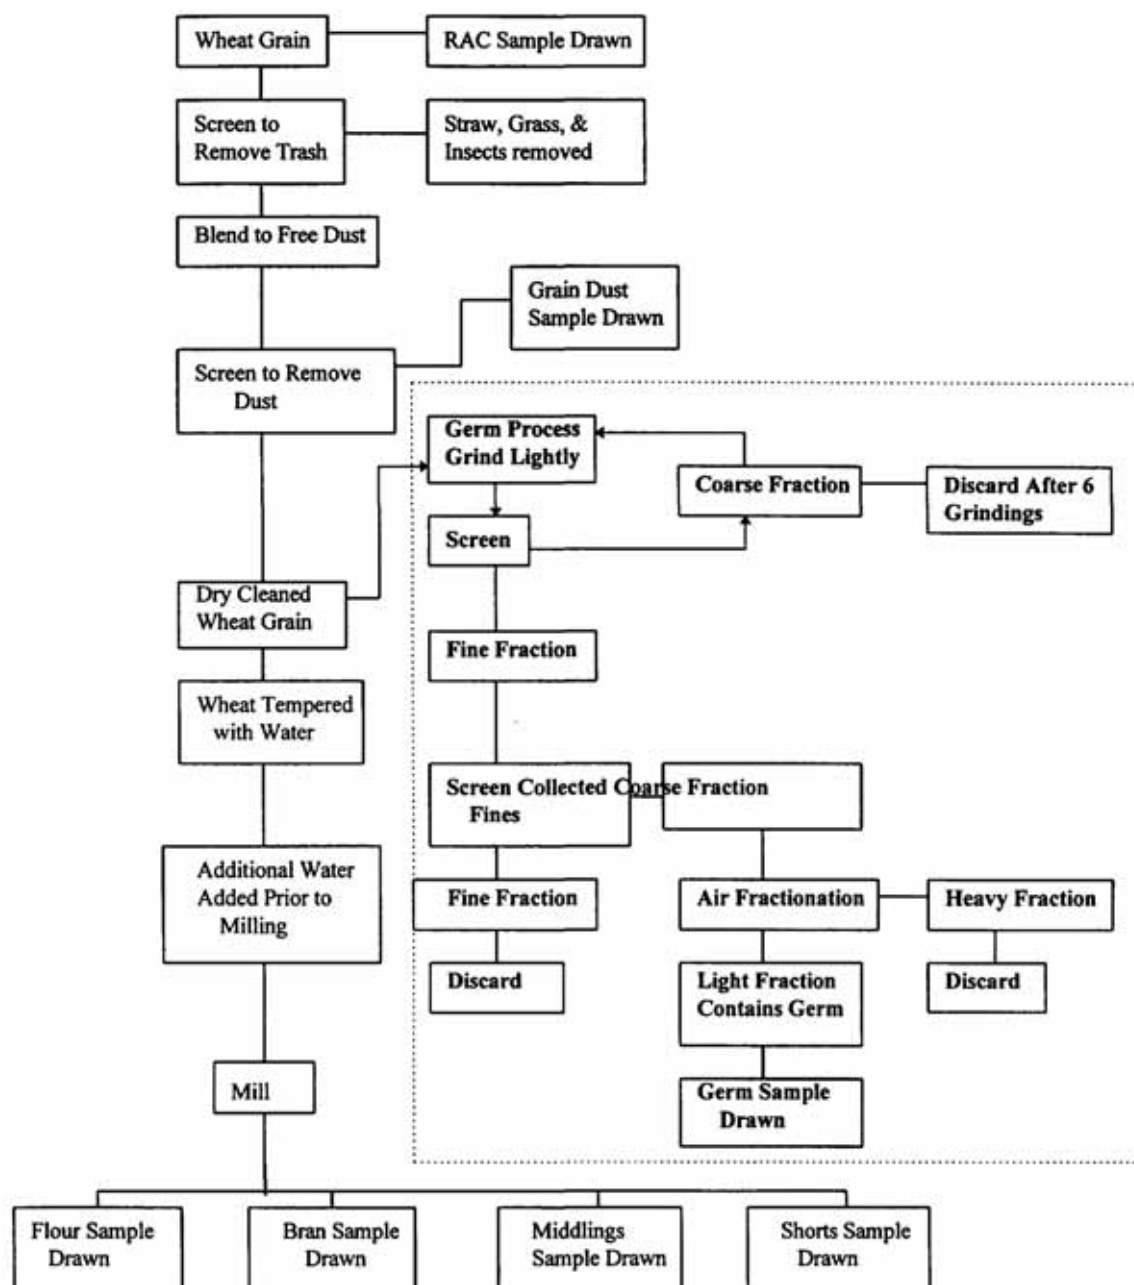 Wheat Grain
RAC Sample Drawn
Screen to
Remove Trash
Straw, Grass, &
Insects removed
Blend to Free Dust
Grain Dust
Sample Drawn
Screen to Remove
Dust
Germ Process
Grind Lightly
Coarse Fraction
Discard After 6
Grindings
Screen
Dry Cleaned
Wheat Grain
Fine Fraction
Wheat Tempered
with Water
Screen Collected
Fines
Coarse Fraction
Additional Water
Added Prior to
Milling
Fine Fraction
Air Fractionation
Heavy Fraction
Discard
Light Fraction
Contains Germ
Discard
Mill
Germ Sample
Drawn
Flour Sample
Drawn
Bran Sample
Drawn
Middlings
Sample Drawn
Shorts Sample
Drawn